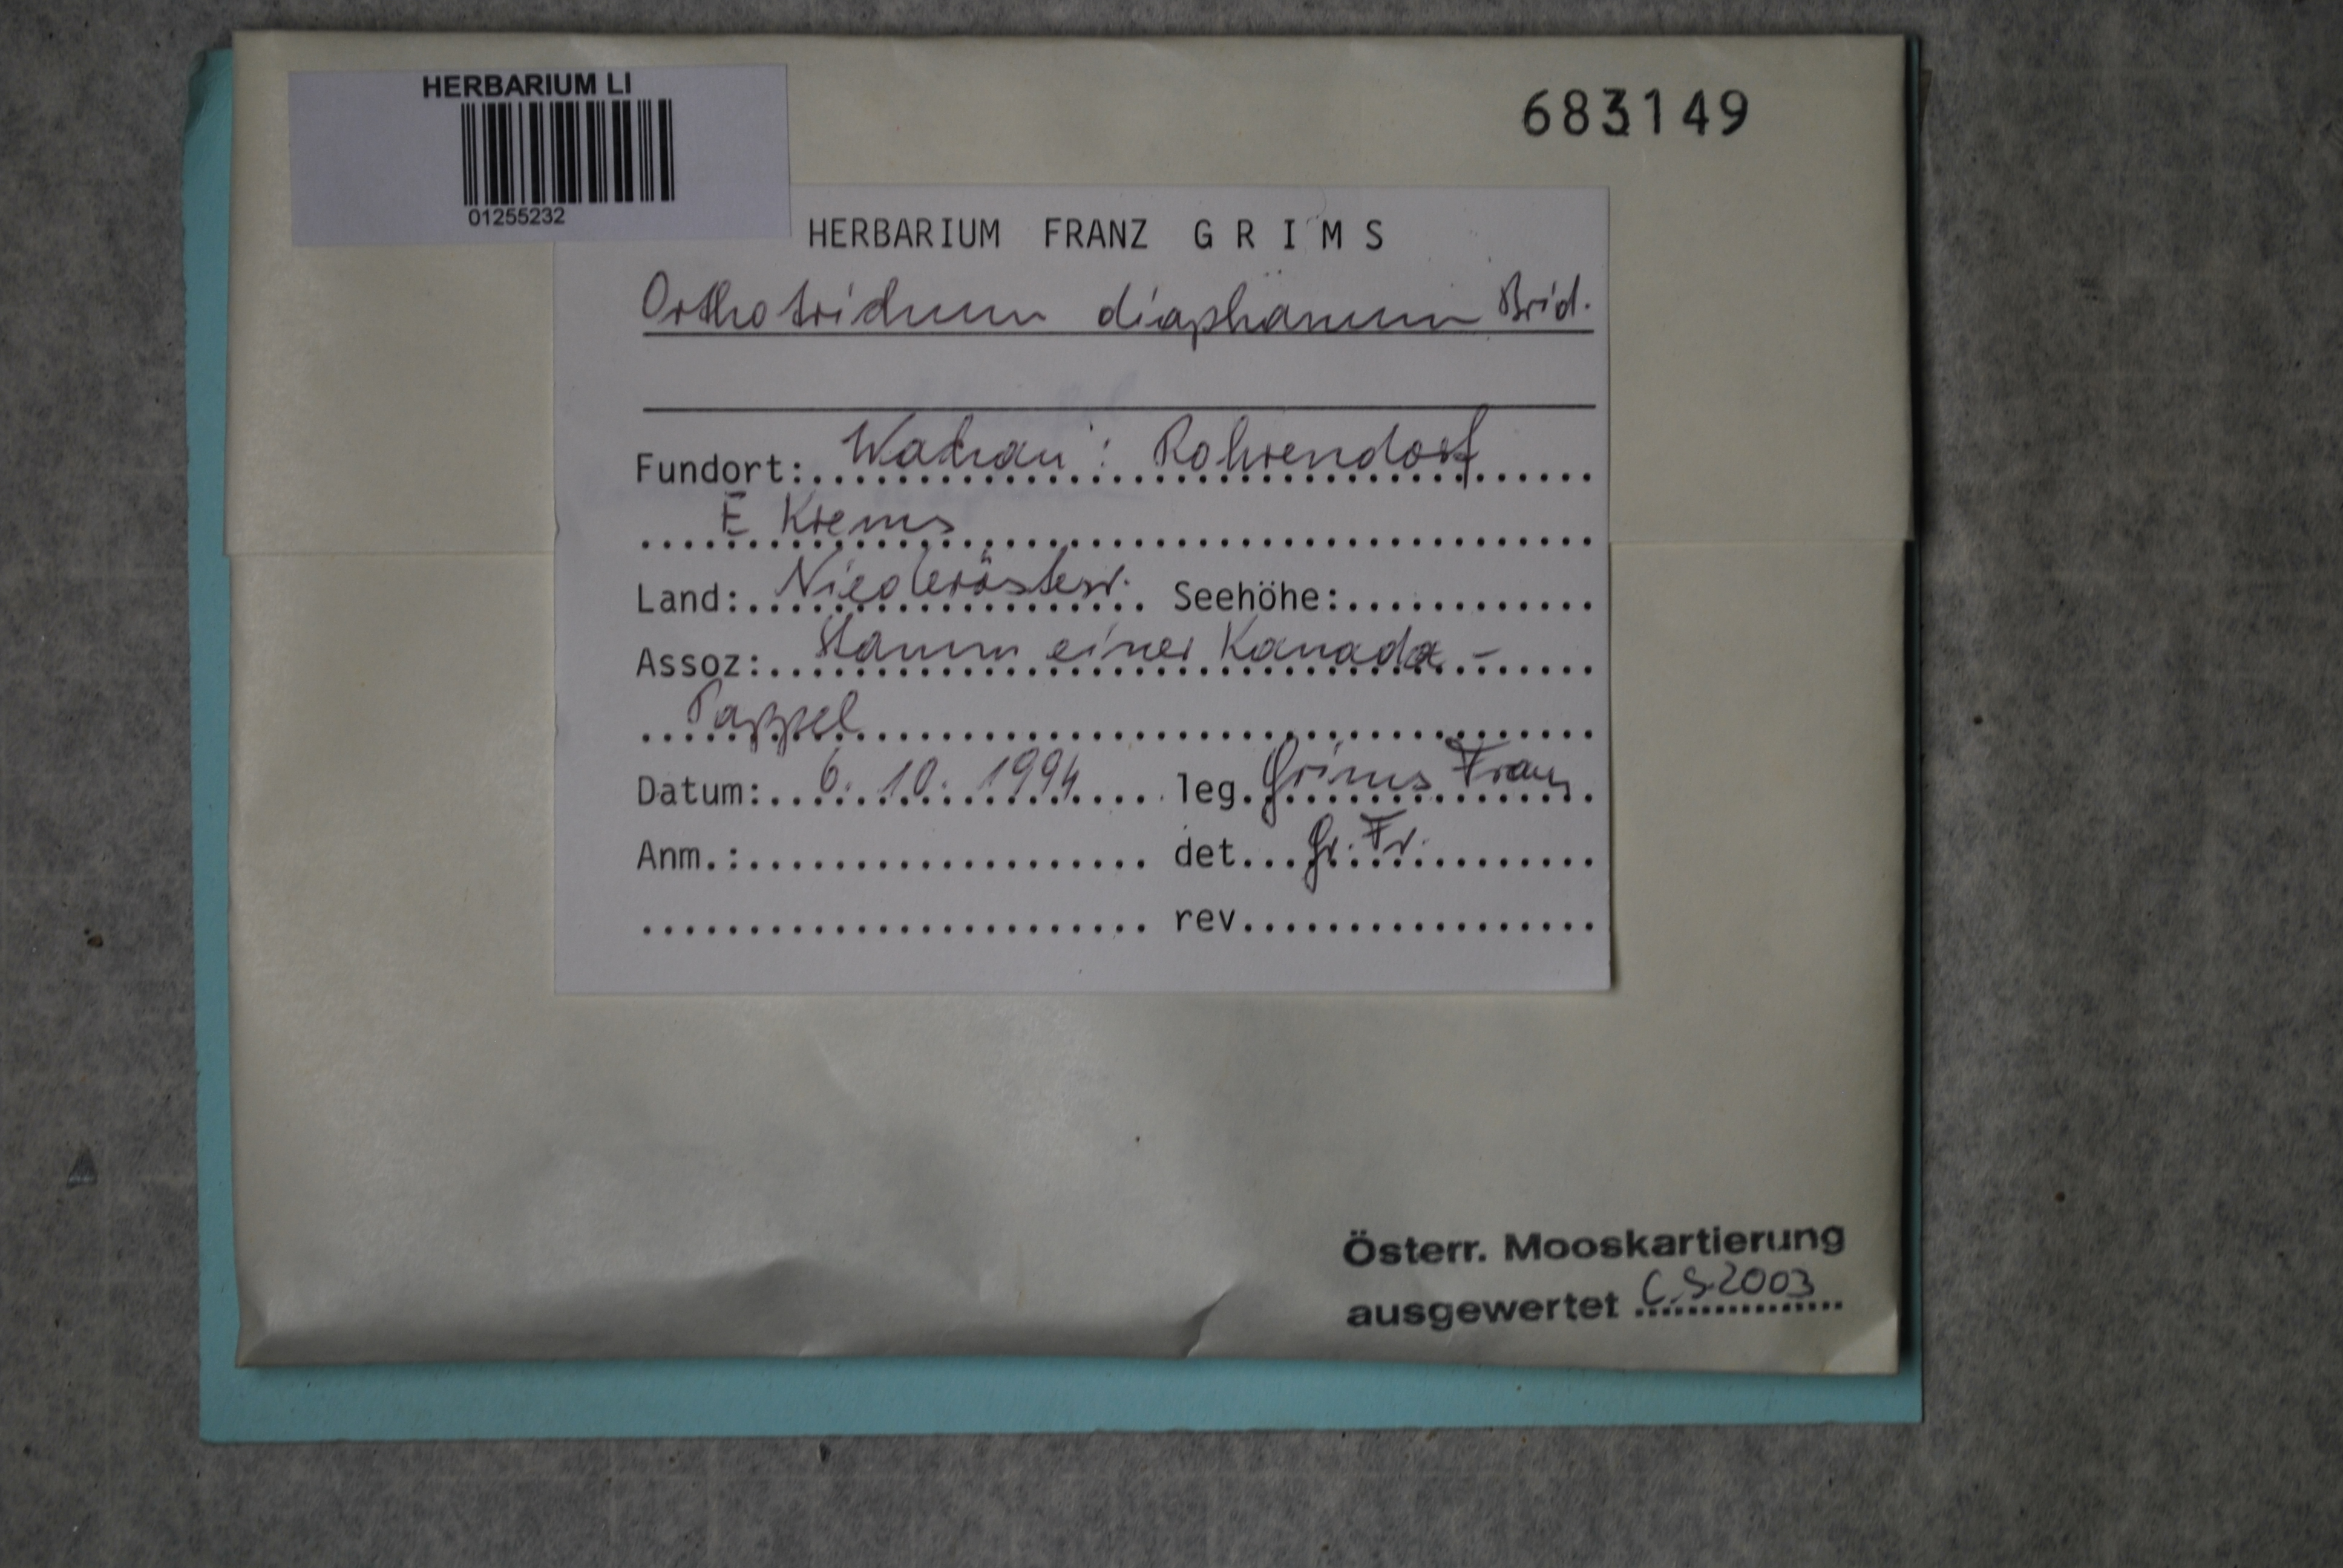 HERBARIUM LI
01255232
683149
HERBARIUM FRANZ GRIMS
Orthotrichum diaphanum Brid.
Fundort: Wachau: Rohrendorf
E Krems
Land: Niederösterr. Seehöhe:
Assoz: Stamm einer Kanada-
Pappel
Datum: 6. 10. 1994 leg. Grims Franz
Anm.: det. Gr. Fr.
rev.
Österr. Mooskartierung
ausgewertet C.S. 2003